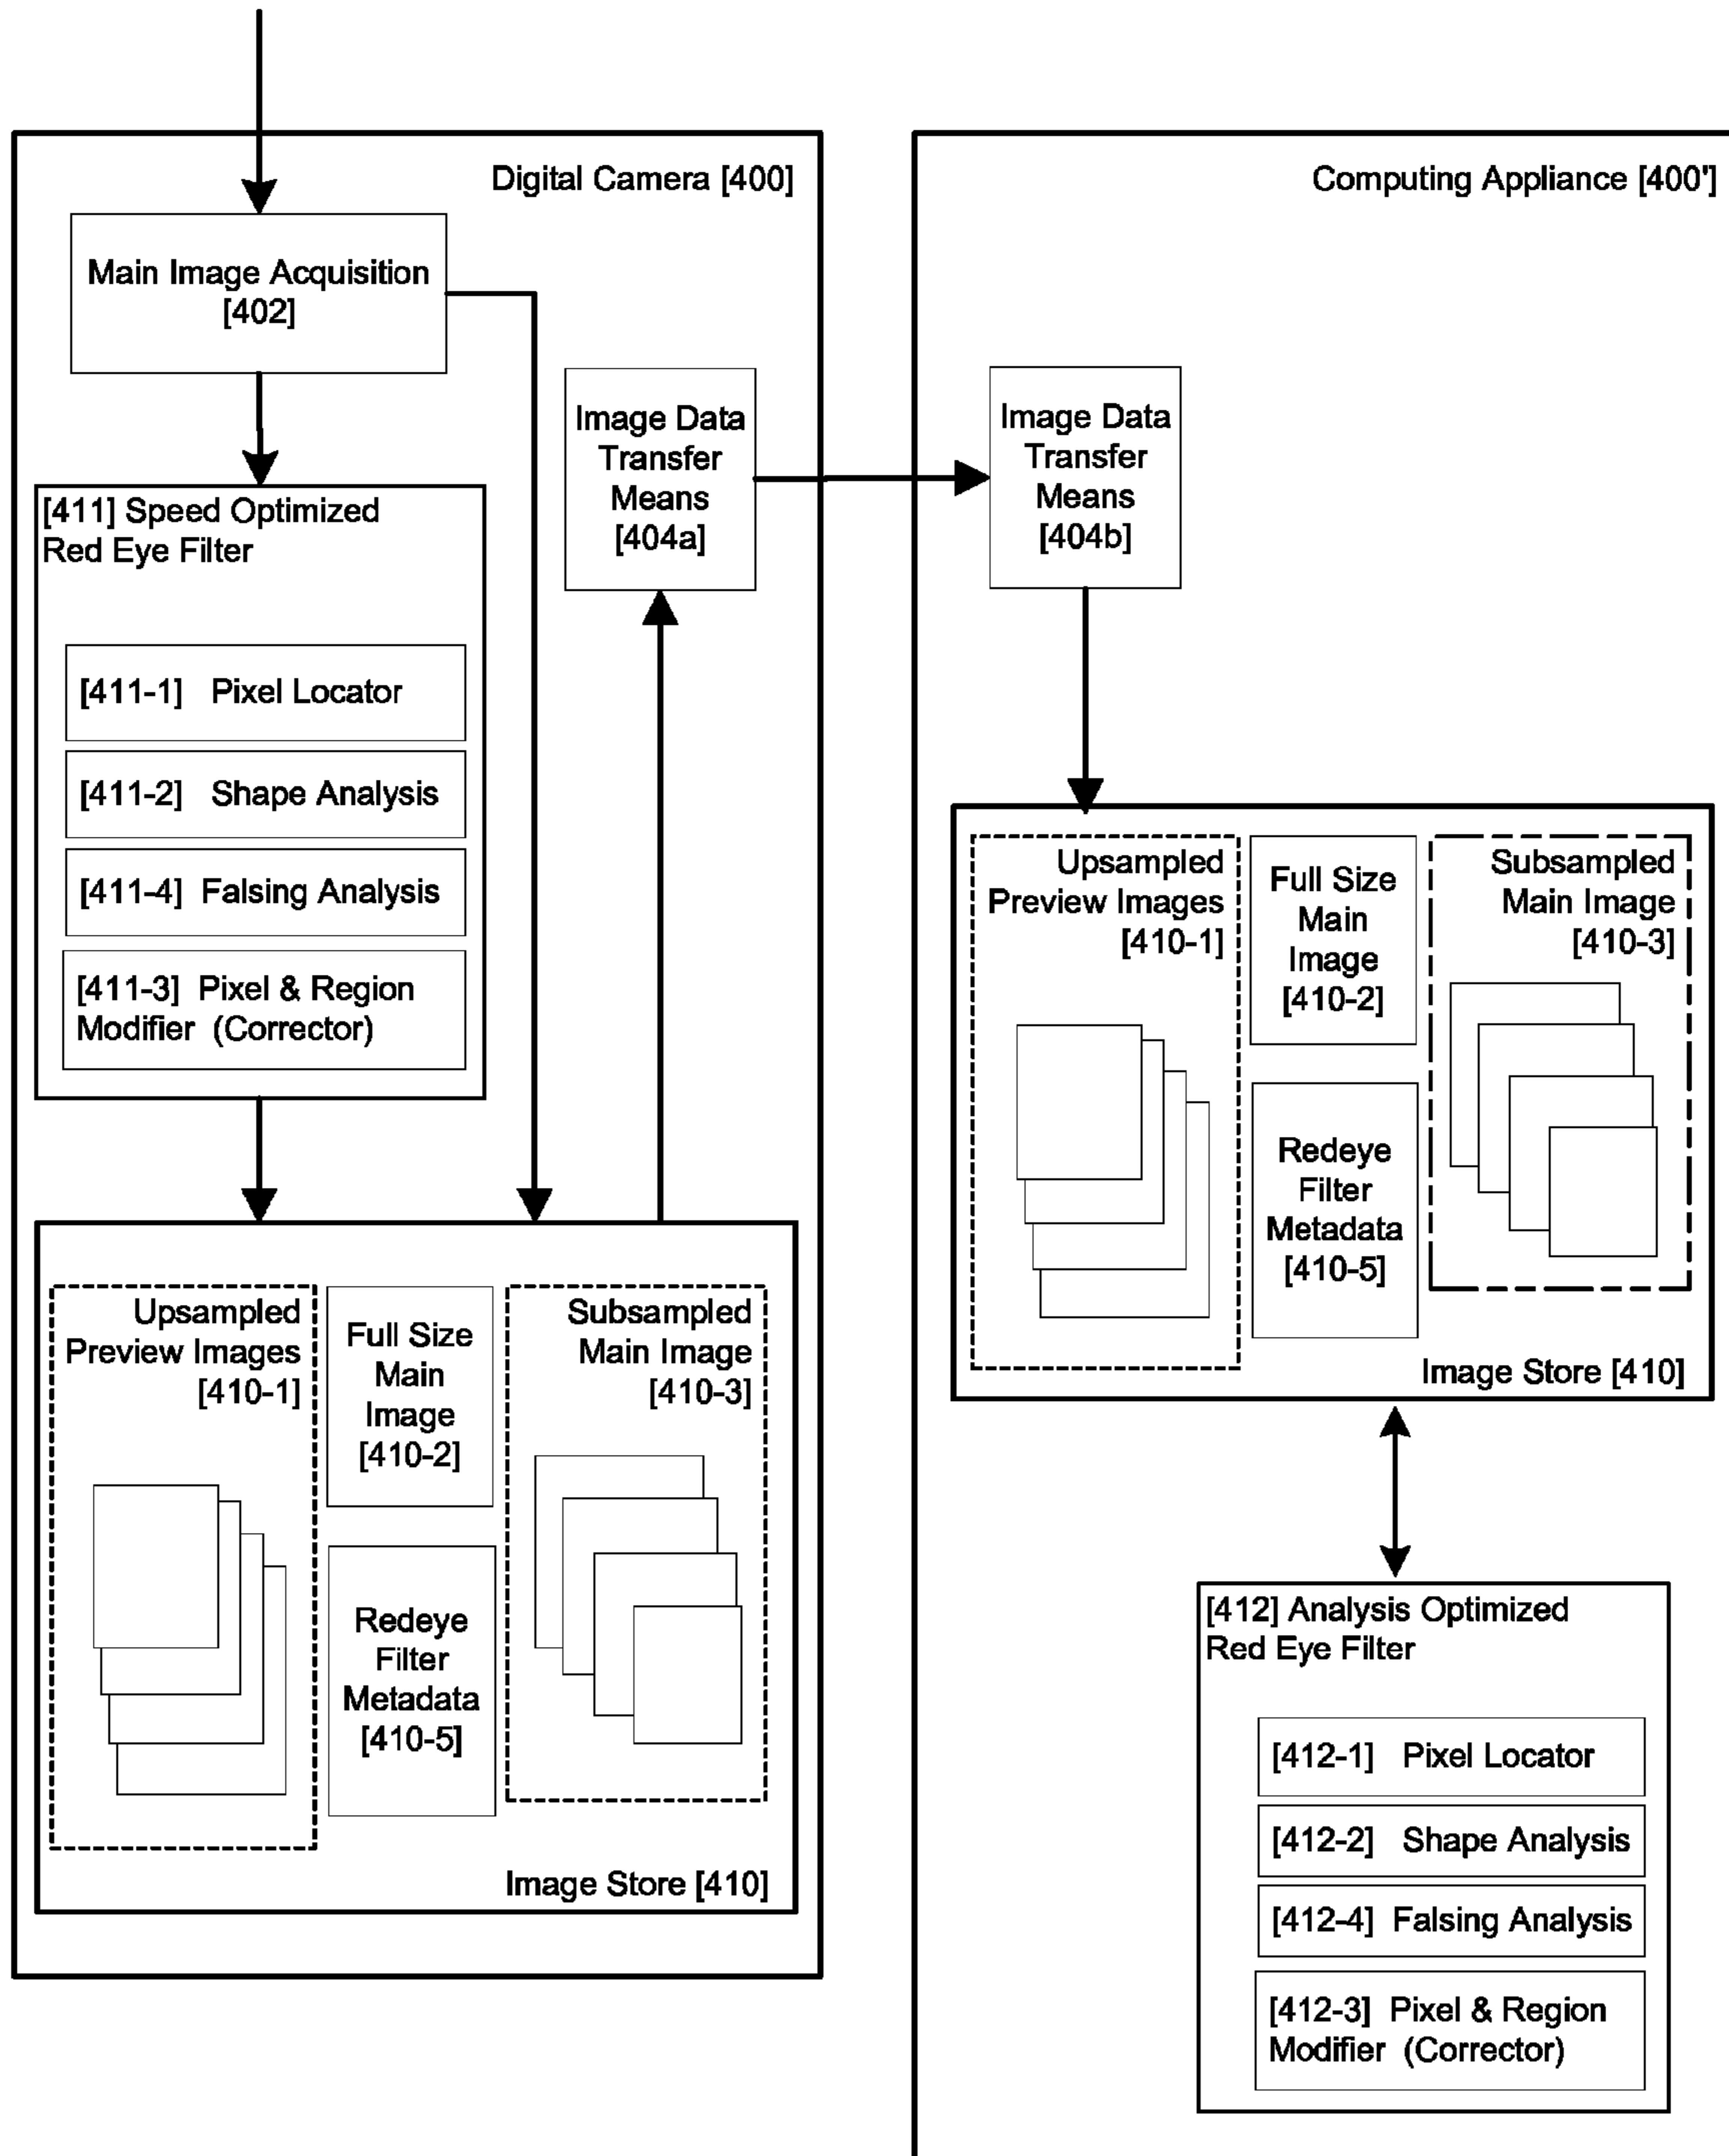 Digital Camera [400]
Main Image Acquisition
[402]
Image Data
Transfer
Means
[404a]
[411] Speed Optimized
Red Eye Filter
[411-1] Pixel Locator
[411-2] Shape Analysis
[411-4] Falsing Analysis
[411-3] Pixel & Region
Modifier (Corrector)
Upsampled
Preview Images
[410-1]
Full Size
Main
Image
[410-2]
Subsampled
Main Image
[410-3]
Redeye
Filter
Metadata
[410-5]
Image Store [410]
Computing Appliance [400']
Image Data
Transfer
Means
[404b]
Upsampled
Preview Images
[410-1]
Full Size
Main
Image
[410-2]
Subsampled
Main Image
[410-3]
Redeye
Filter
Metadata
[410-5]
Image Store [410]
[412] Analysis Optimized
Red Eye Filter
[412-1] Pixel Locator
[412-2] Shape Analysis
[412-4] Falsing Analysis
[412-3] Pixel & Region
Modifier (Corrector)